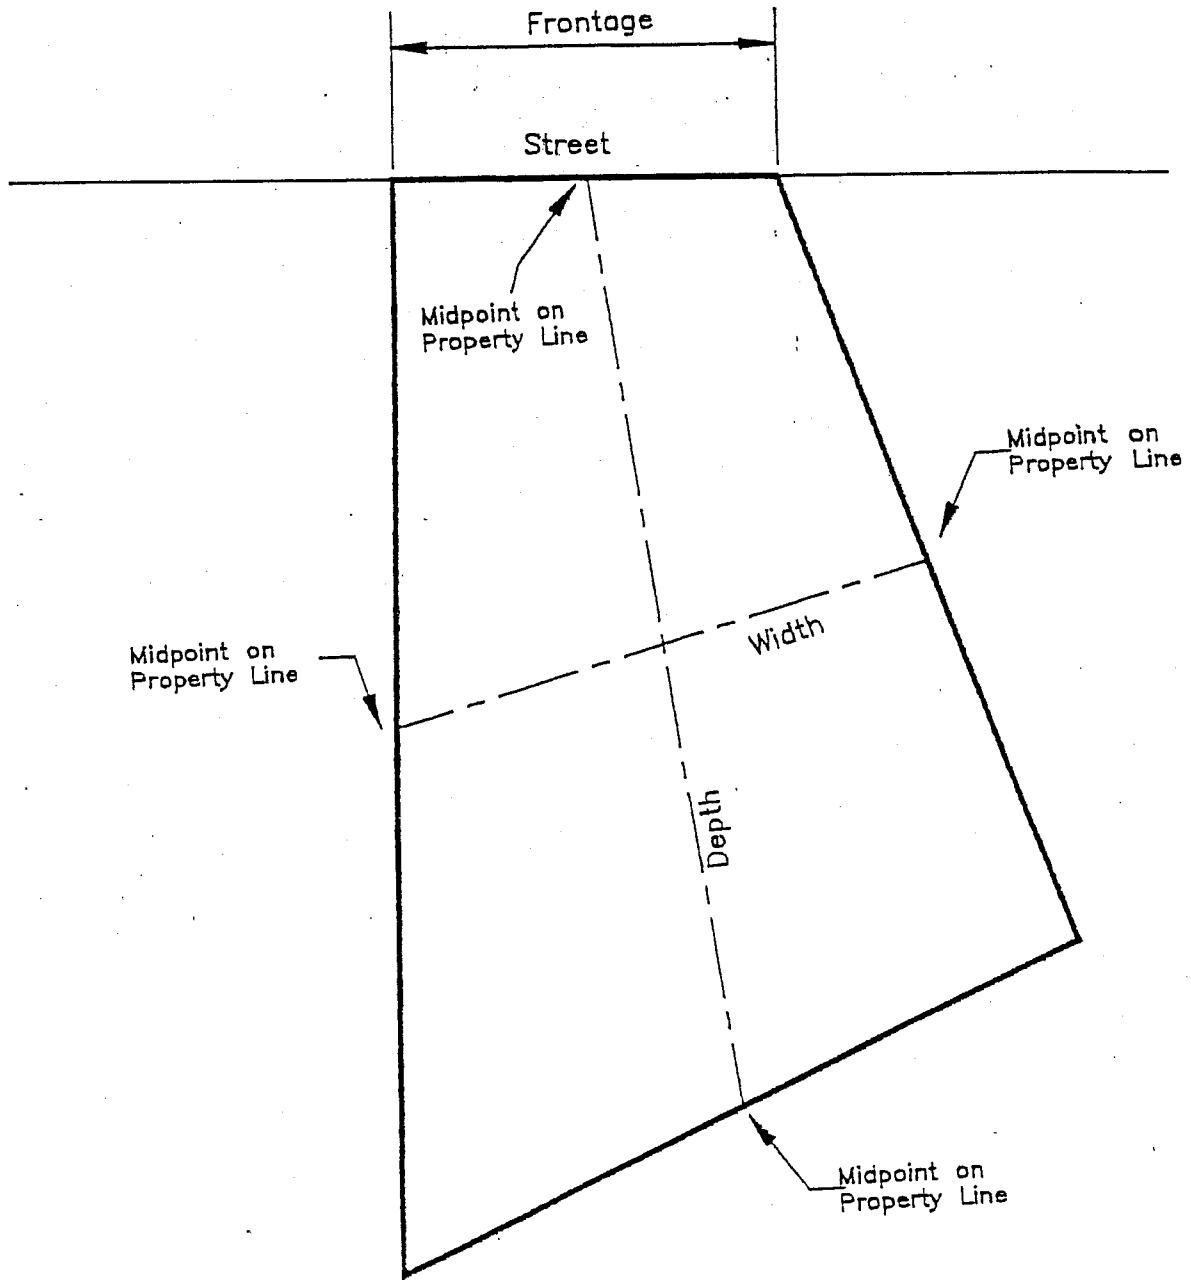 Frontage
Street
Midpoint on
Property Line
Midpoint on
Property Line
Width
Midpoint on
Property Line
Depth
Midpoint on
Property Line